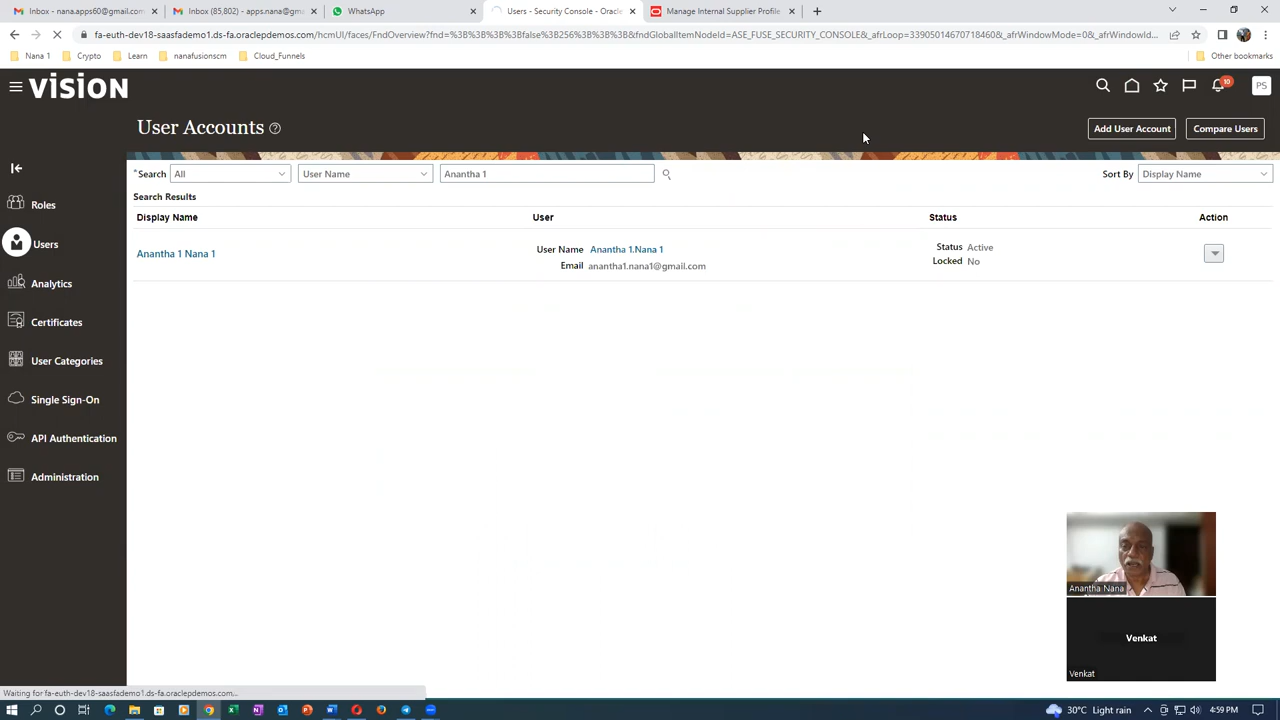 Inbox - nana.apps60@gmail.com
Inbox (85,802) - apps.nana@gm
WhatsApp
Users - Security Console - Oracle
Manage Internal Supplier Profile
fa-euth-dev18-saasfademo1.ds-fa.oraclepdemos.com/hcmUI/faces/FndOverview?fnd=%3B%3B%3B%3Bfalse%3B256%3B%3B%3B&fndGlobalItemNodeId=ASE_FUSE_SECURITY_CONSOLE&_afrLoop=33905014670718460&_afrWindowMode=0&_afrWindowId...
Nana 1
Crypto
Learn
nanafusionscm
Cloud_Funnels
Other bookmarks
VISION
10
PS
User Accounts
Add User Account
Compare Users
*Search
All
User Name
Anantha 1
Sort By
Display Name
Search Results
Display Name
User
Status
Action
Anantha 1 Nana 1
User Name Anantha 1.Nana 1
Email anantha1.nana1@gmail.com
Status Active
Locked No
Roles
Users
Analytics
Certificates
User Categories
Single Sign-On
API Authentication
Administration
Anantha Nana
Venkat
Venkat
Waiting for fa-euth-dev18-saasfademo1.ds-fa.oraclepdemos.com...
30°C Light rain
4:59 PM